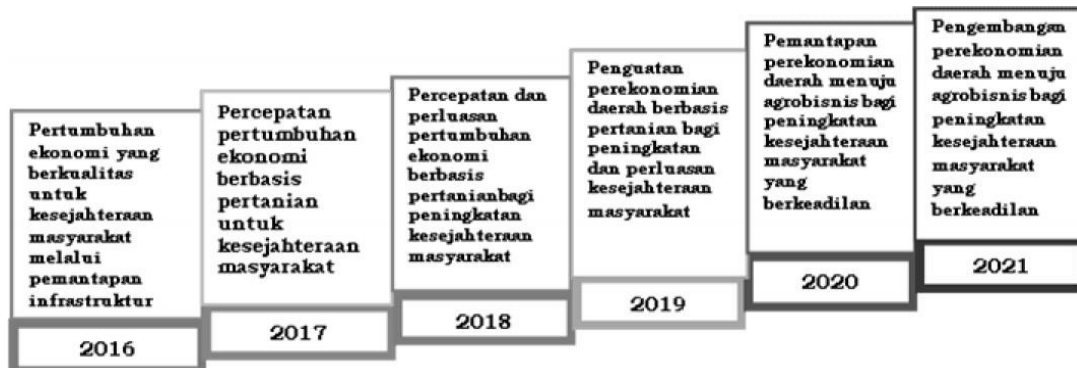 Pertumbuhan
ekonomi yang
berkualitas
untuk
kesejahteraan
masyarakat
melalui
pemantapan
infrastruktur
2016
Percepatan
pertumbuhan
ekonomi
berbasis
pertanian
untuk
kesejahteraan
masyarakat
2017
Percepatan dan
perluasan
pertumbuhan
ekonomi
berbasis
pertanianbagi
peningkatan
kesejahteraan
masyarakat
2018
Penguatan
perekonomian
daerah berbasis
pertanian bagi
peningkatan
dan perluasan
kesejahteraan
masyarakat
2019
Pemantapan
perekonomian
daerah menuju
agrobisnis bagi
peningkatan
kesejahteraan
masyarakat
yang
berkeadilan
2020
Pengembangan
perekonomian
daerah menuju
agrobisnis bagi
peningkatan
kesejahteraan
masyarakat
yang
berkeadilan
2021